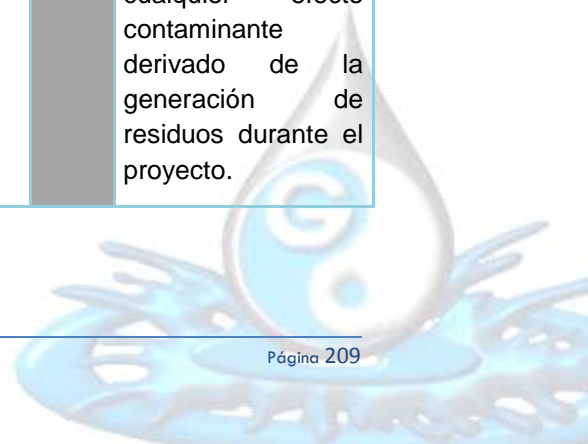 contaminante
derivado de la
generación de
residuos durante el
proyecto.
G
Página 209